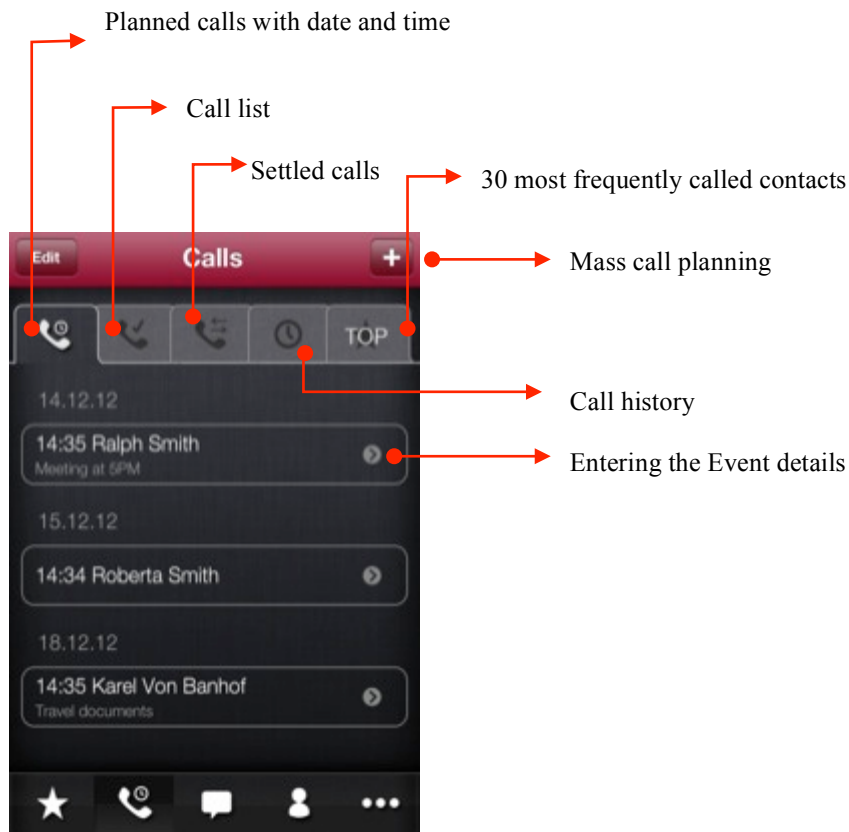 Planned calls with date and time
Call list
Settled calls
30 most frequently called contacts
Edit
Calls
+
Mass call planning
TOP
Call history
14.12.12
14:35 Ralph Smith
Meeting at 5PM
Entering the Event details
15.12.12
14:34 Roberta Smith
18.12.12
14:35 Karel Von Banhof
Travel documents